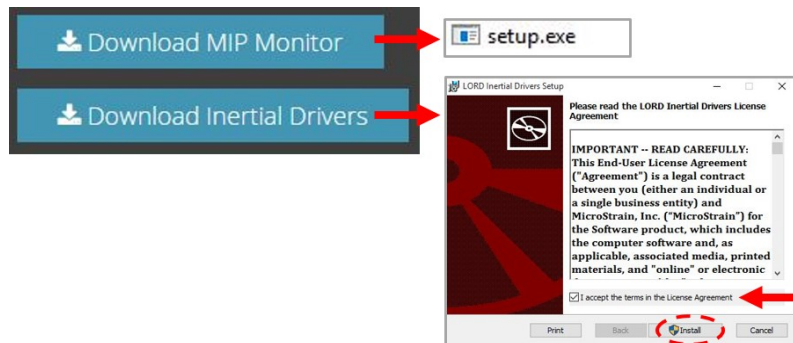 Download MIP Monitor
setup.exe
Download Inertial Drivers
LORD Inertial Drivers Setup
Please read the LORD Inertial Drivers License
Agreement
IMPORTANT -- READ CAREFULLY:
This End-User License Agreement
("Agreement") is a legal contract
between you (either an individual or
a single business entity) and
MicroStrain, Inc. ("MicroStrain") for
the Software product, which includes
the computer software and, as
applicable, associated media, printed
materials, and "online" or electronic
I accept the terms in the License Agreement
Print Back Install Cancel